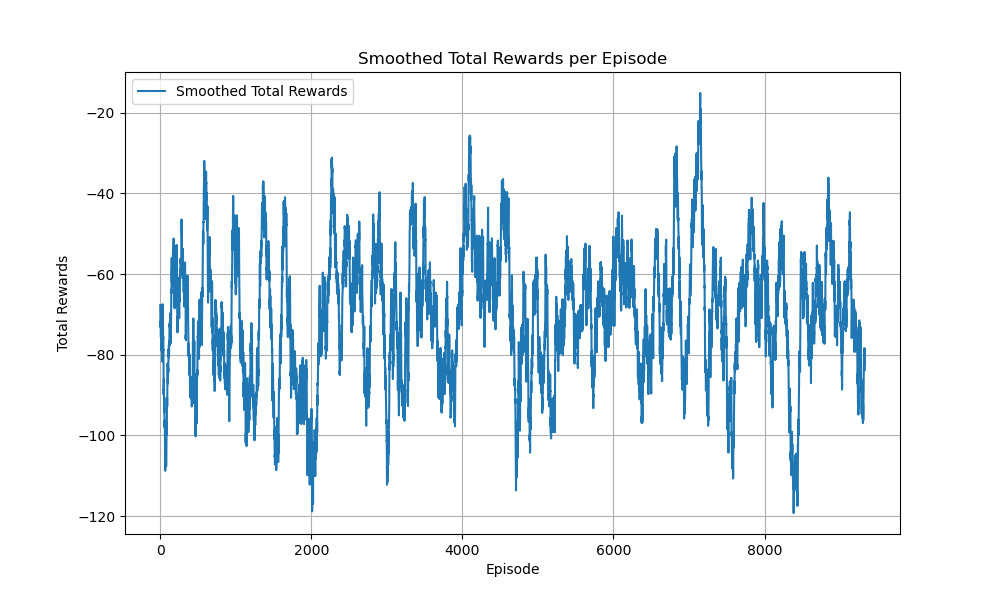 Smoothed Total Rewards per Episode
Smoothed Total Rewards
−20
−40
−60
−80
−100
−120
Total Rewards
0 2000 4000 6000 8000
Episode